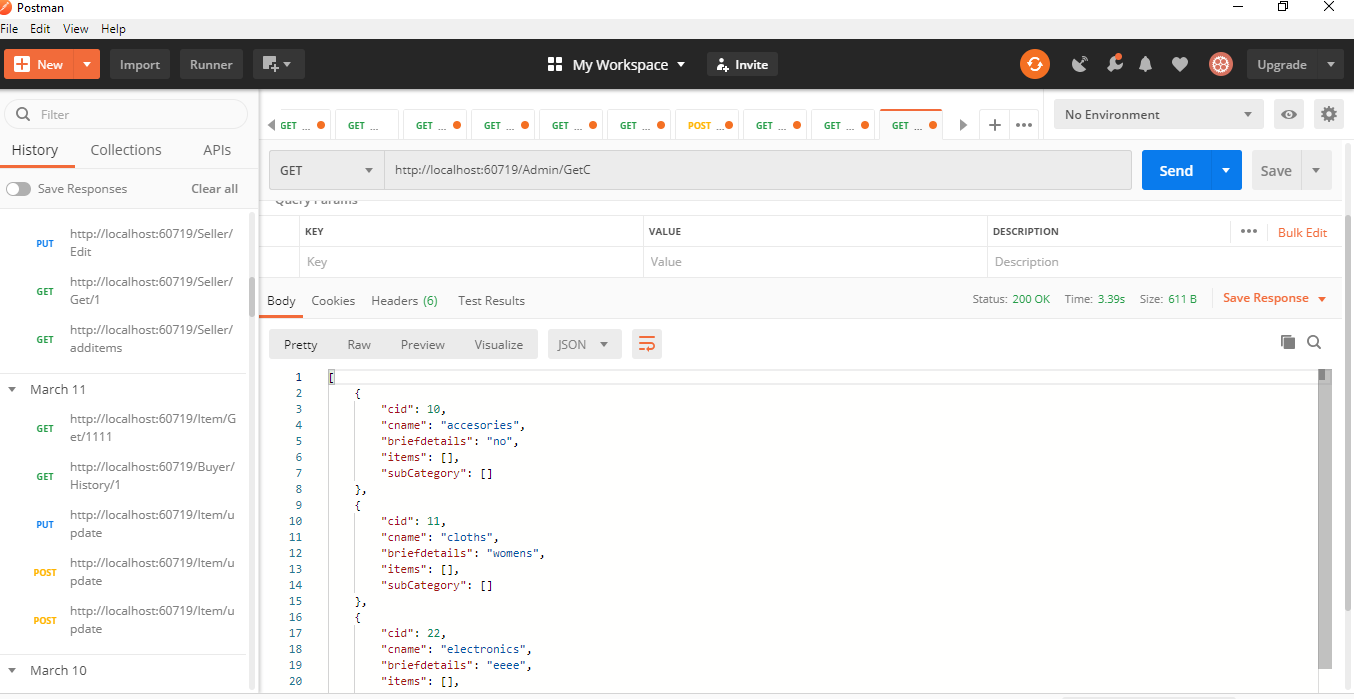 Postman
File Edit View Help
New Import Runner My Workspace Invite Upgrade
Filter
History Collections APIs
Save Responses Clear all
PUT http://localhost:60719/Seller/
Edit
GET http://localhost:60719/Seller/
Get/1
GET http://localhost:60719/Seller/
additems
March 11
GET http://localhost:60719/Item/G
et/1111
GET http://localhost:60719/Buyer/
History/1
PUT http://localhost:60719/Item/u
pdate
POST http://localhost:60719/Item/u
pdate
POST http://localhost:60719/Item/u
pdate
March 10
GET ... GET ... GET ... GET ... GET ... GET ... POST ... GET ... GET ... GET ...
No Environment
GET http://localhost:60719/Admin/GetC Send Save
Query Params
KEY VALUE DESCRIPTION ••• Bulk Edit
Key Value Description
Body Cookies Headers (6) Test Results Status: 200 OK Time: 3.39s Size: 611 B Save Response
Pretty Raw Preview Visualize JSON
1 [
2 {
3 "cid": 10,
4 "cname": "accesories",
5 "briefdetails": "no",
6 "items": [],
7 "subCategory": []
8 },
9 {
10 "cid": 11,
11 "cname": "cloths",
12 "briefdetails": "womens",
13 "items": [],
14 "subCategory": []
15 },
16 {
17 "cid": 22,
18 "cname": "electronics",
19 "briefdetails": "eeee",
20 "items": [],